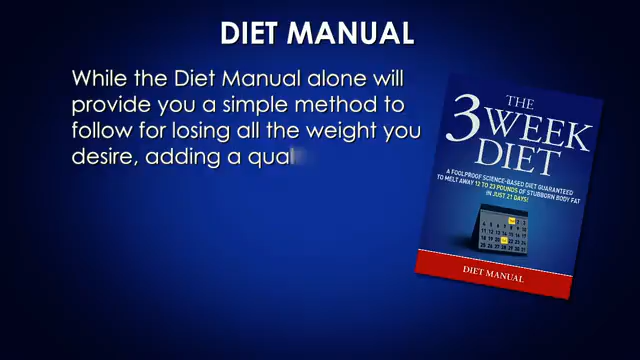 DIET MANUAL
While the Diet Manual alone will
provide you a simple method to
follow for losing all the weight you
desire, adding a qual
THE
3 WEEK
DIET
A FOOLPROOF SCIENCE-BASED DIET GUARANTEED
TO MELT AWAY 12 TO 23 POUNDS OF STUBBORN BODY FAT
IN JUST 21 DAYS!
DIET MANUAL